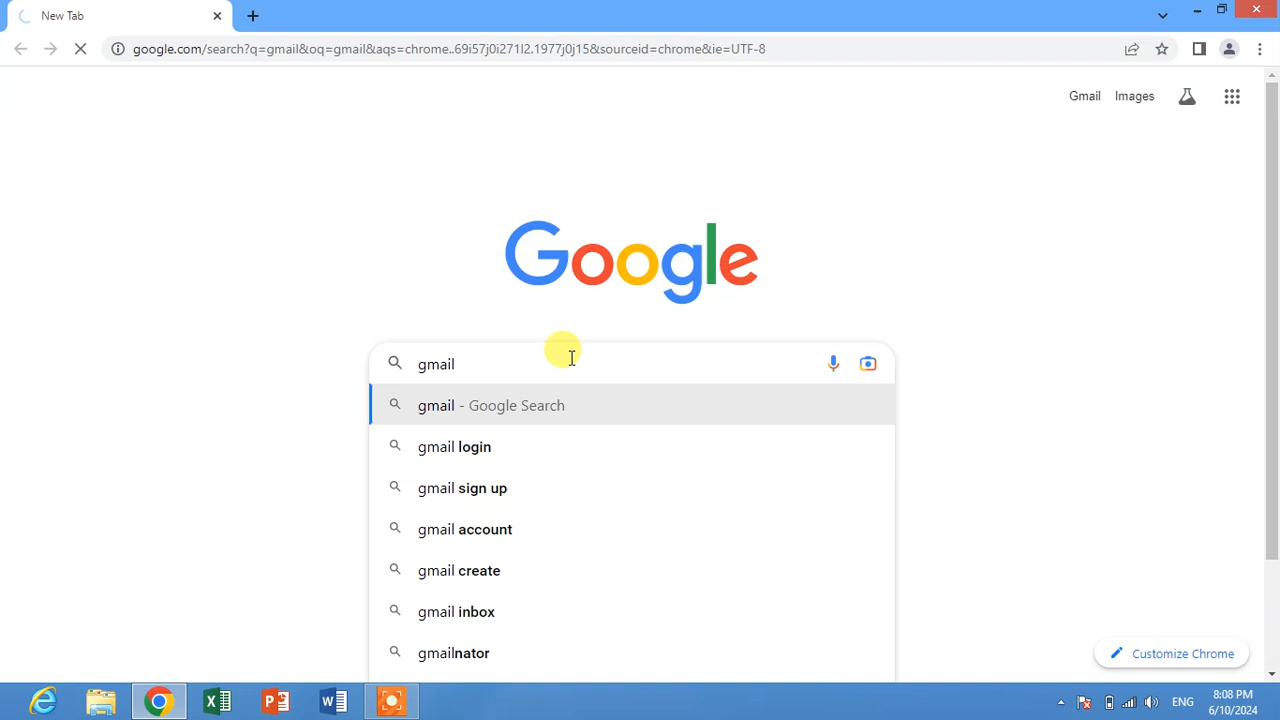 New Tab
google.com/search?q=gmail&oq=gmail&aqs=chrome..69i57j0i271l2.1977j0j15&sourceid=chrome&ie=UTF-8
Gmail Images
Google
gmail
gmail - Google Search
gmail login
gmail sign up
gmail account
gmail create
gmail inbox
gmailnator
Customize Chrome
ENG
8:08 PM
6/10/2024